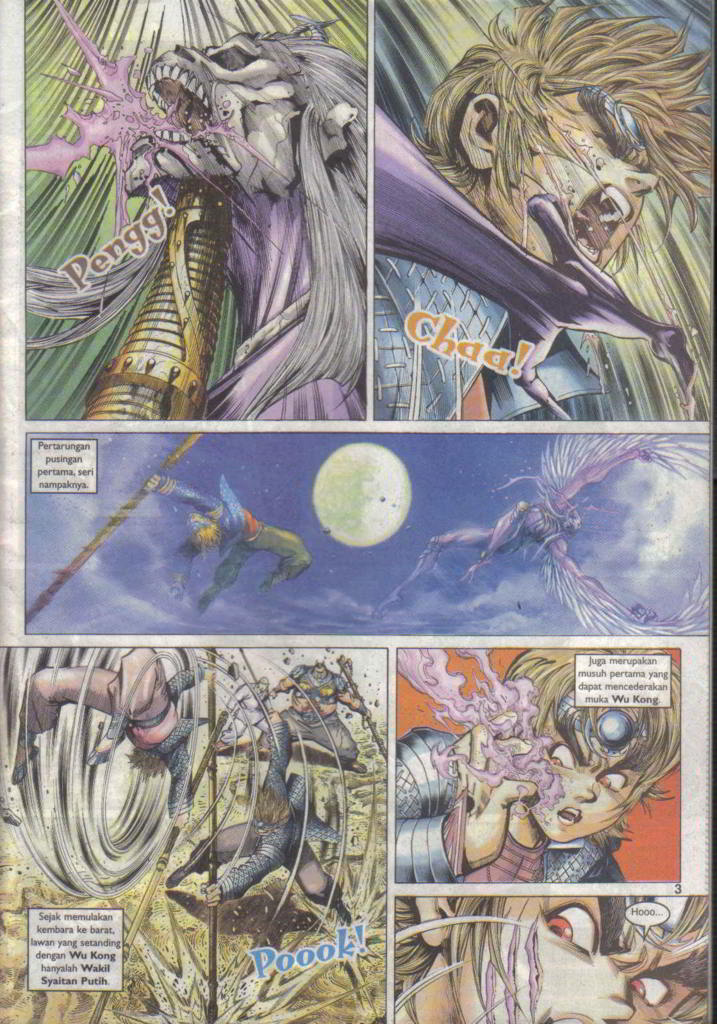 Pengg!
Chaa!
Pertarungan
pusingan
pertama, seri
nampaknya.
Juga merupakan
musuh pertama yang
dapat mencederakan
muka Wu Kong.
3
Sejak memulakan
kembara ke barat,
lawan yang setanding
dengan Wu Kong
hanyalah Wakil
Syaitan Putih.
Poook!
Hooo...